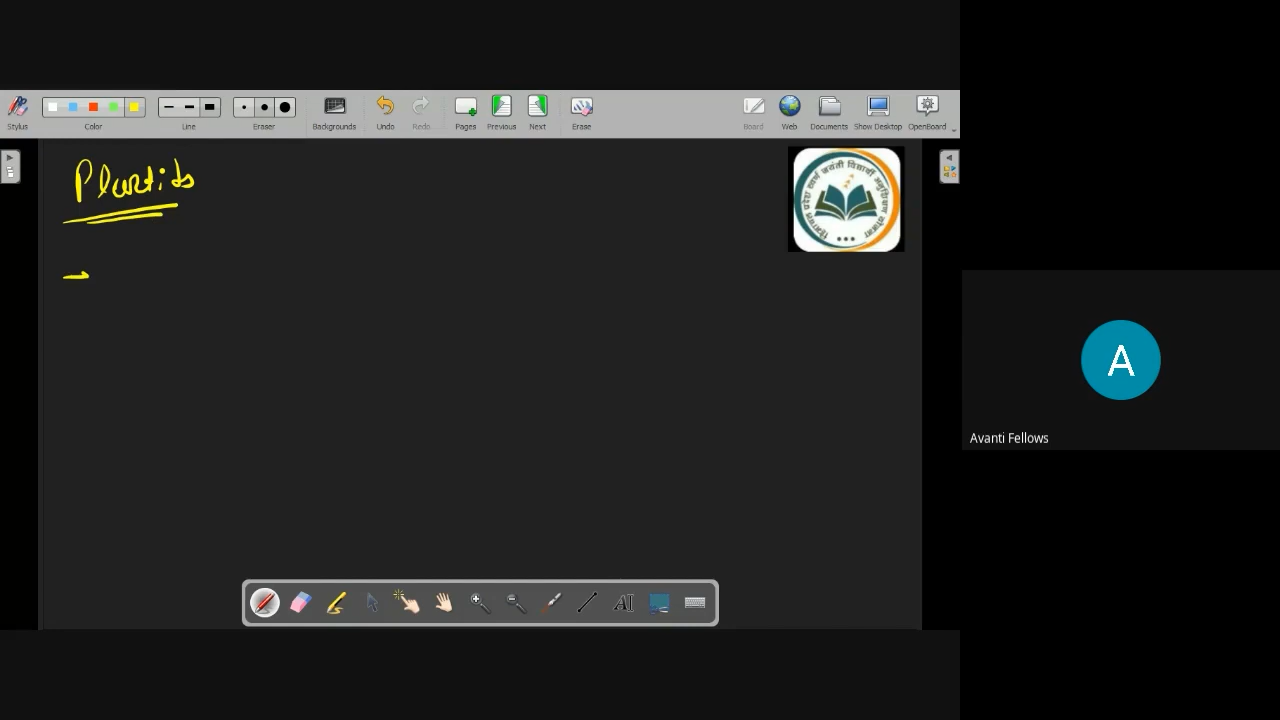 Stylus Color Line Eraser Backgrounds Undo Redo Pages Previous Next Erase Board Web Documents Show Desktop OpenBoard
Plastids
→
A
Avanti Fellows